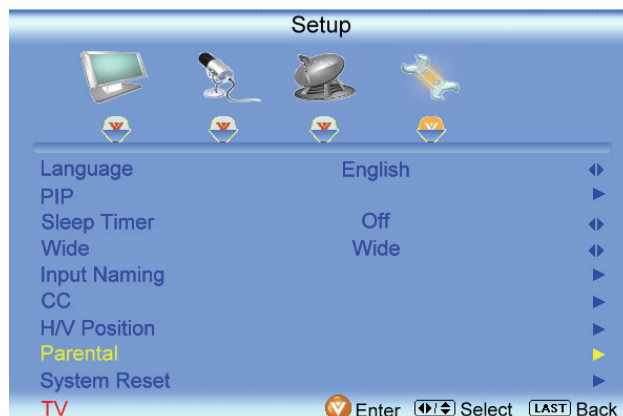 Setup
Language English
PIP
Sleep Timer Off
Wide Wide
Input Naming
CC
H/V Position
Parental
System Reset
TV Enter Select LAST Back